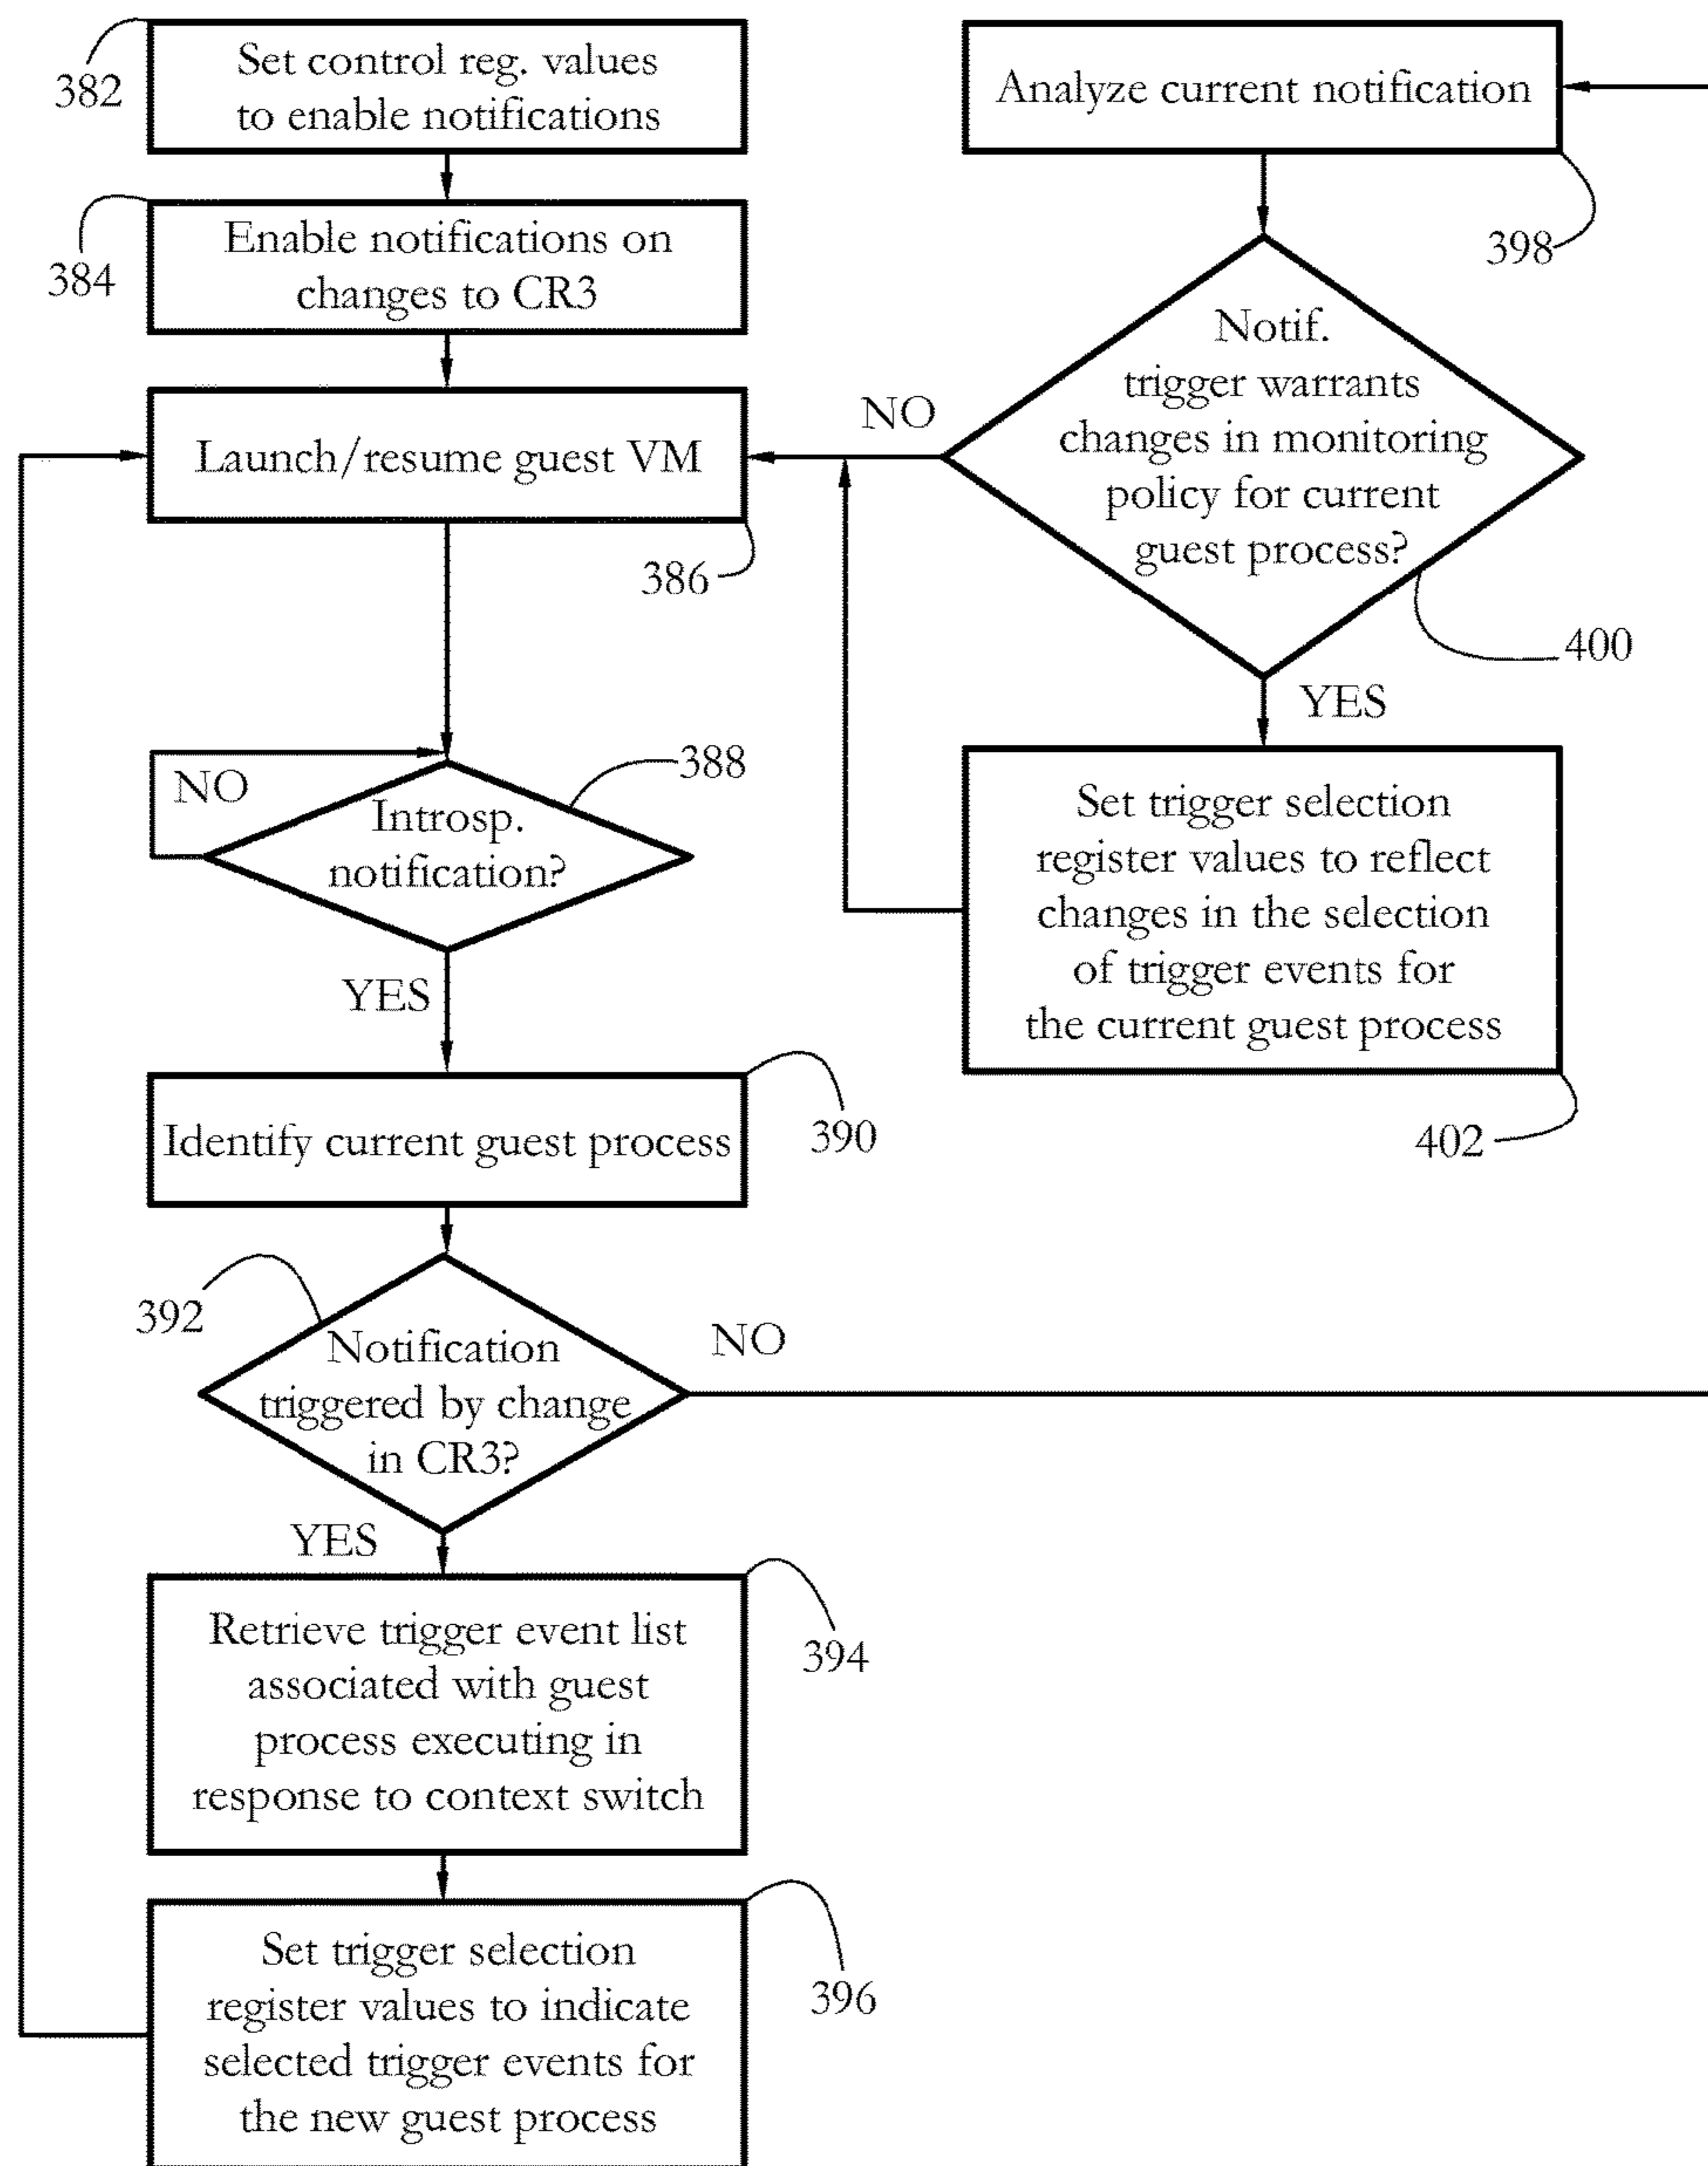 382
Set control reg. values
to enable notifications
384
Enable notifications on
changes to CR3
Launch/resume guest VM
386
NO
388
Introsp.
notification?
YES
Identify current guest process
390
392
Notification
triggered by change
in CR3?
NO
YES
Retrieve trigger event list
associated with guest
process executing in
response to context switch
394
Set trigger selection
register values to indicate
selected trigger events for
the new guest process
396
Analyze current notification
398
Notif.
trigger warrants
changes in monitoring
policy for current
guest process?
NO
400
YES
Set trigger selection
register values to reflect
changes in the selection
of trigger events for
the current guest process
402